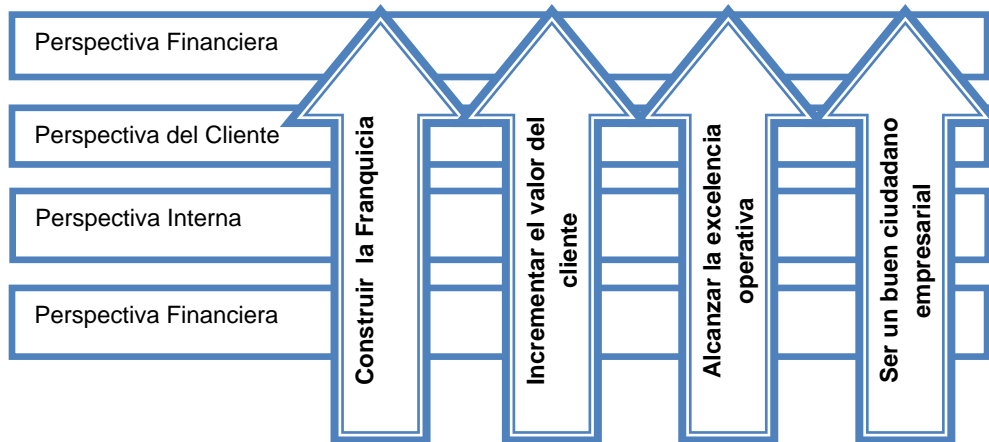 Perspectiva Financiera
Perspectiva del Cliente
Perspectiva Interna
Perspectiva Financiera
Construir la Franquicia
Incrementar el valor del
cliente
Alcanzar la excelencia
operativa
Ser un buen ciudadano
empresarial